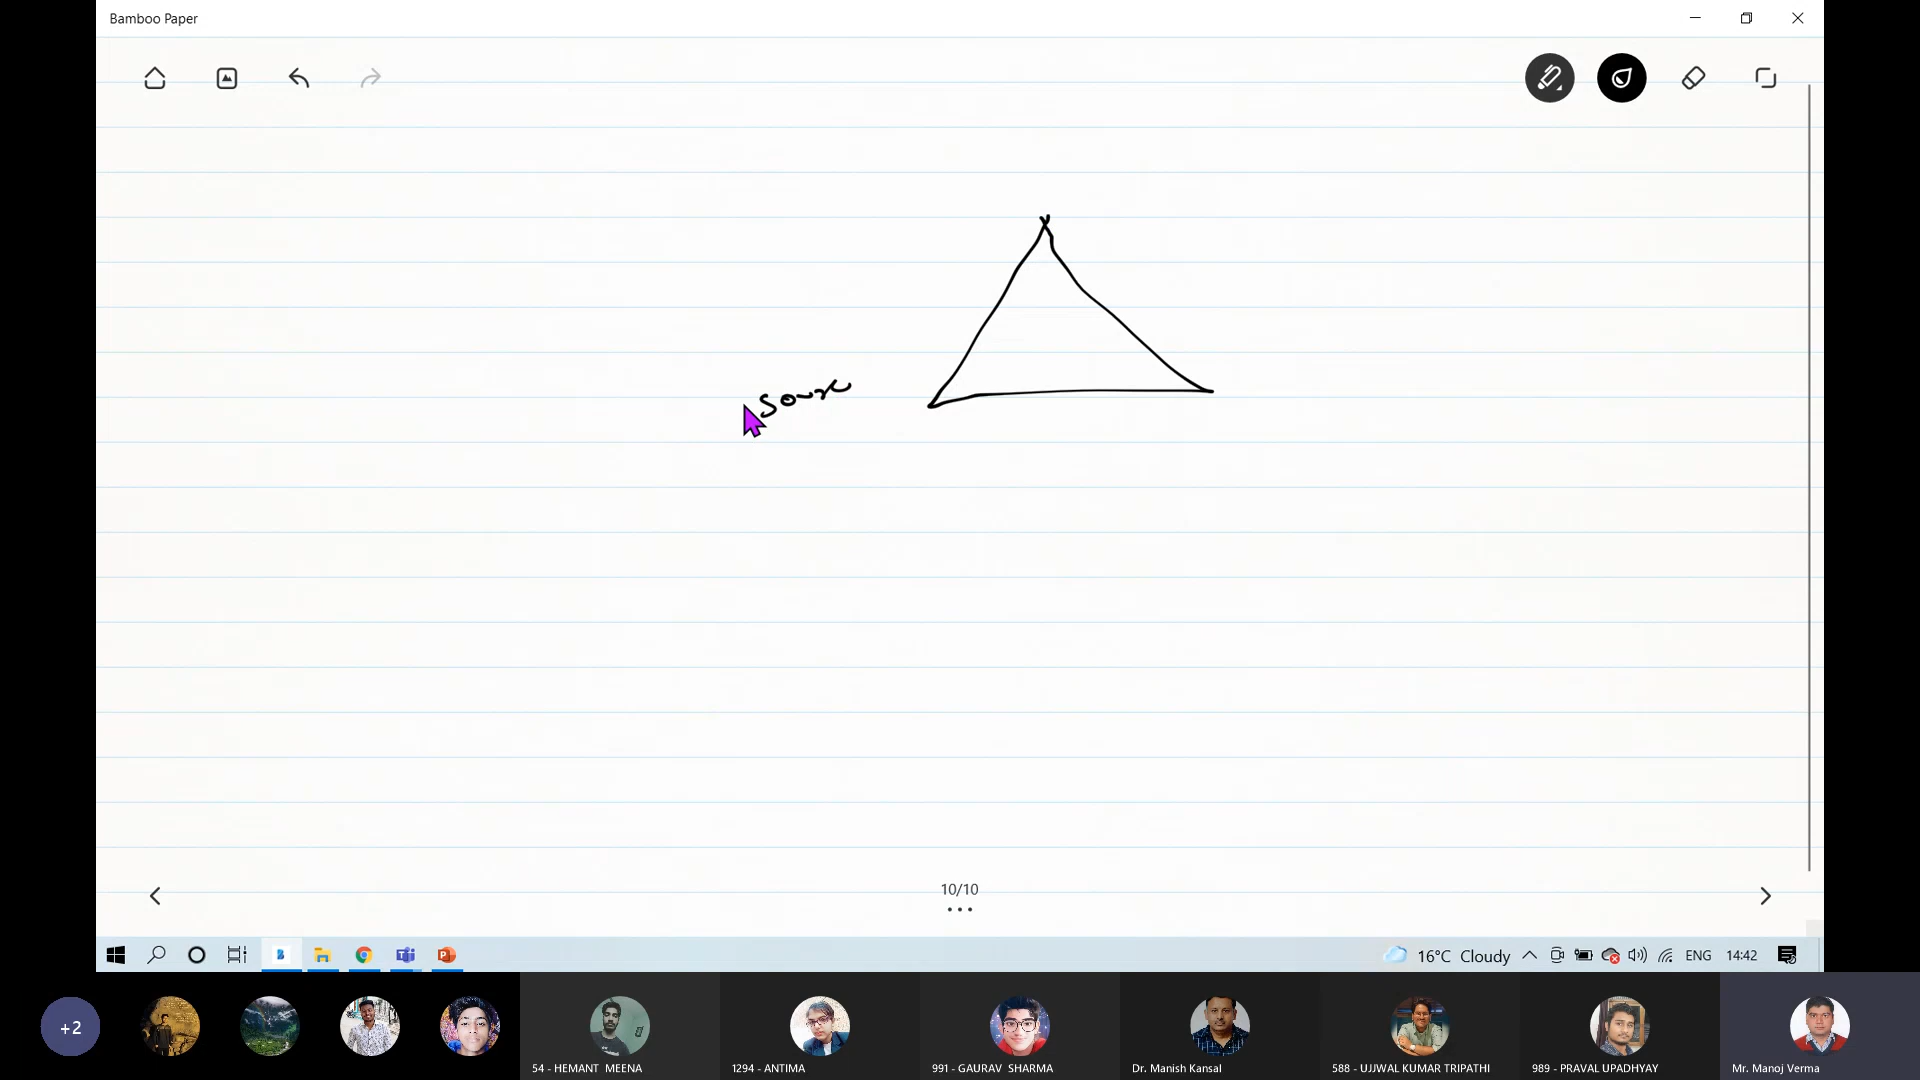 Bamboo Paper
Source
10/10
16°C Cloudy
ENG
14:42
+2
54 - HEMANT MEENA
1294 - ANTIMA
991 - GAURAV SHARMA
Dr. Manish Kansal
588 - UJJWAL KUMAR TRIPATHI
989 - PRAVAL UPADHYAY
Mr. Manoj Verma